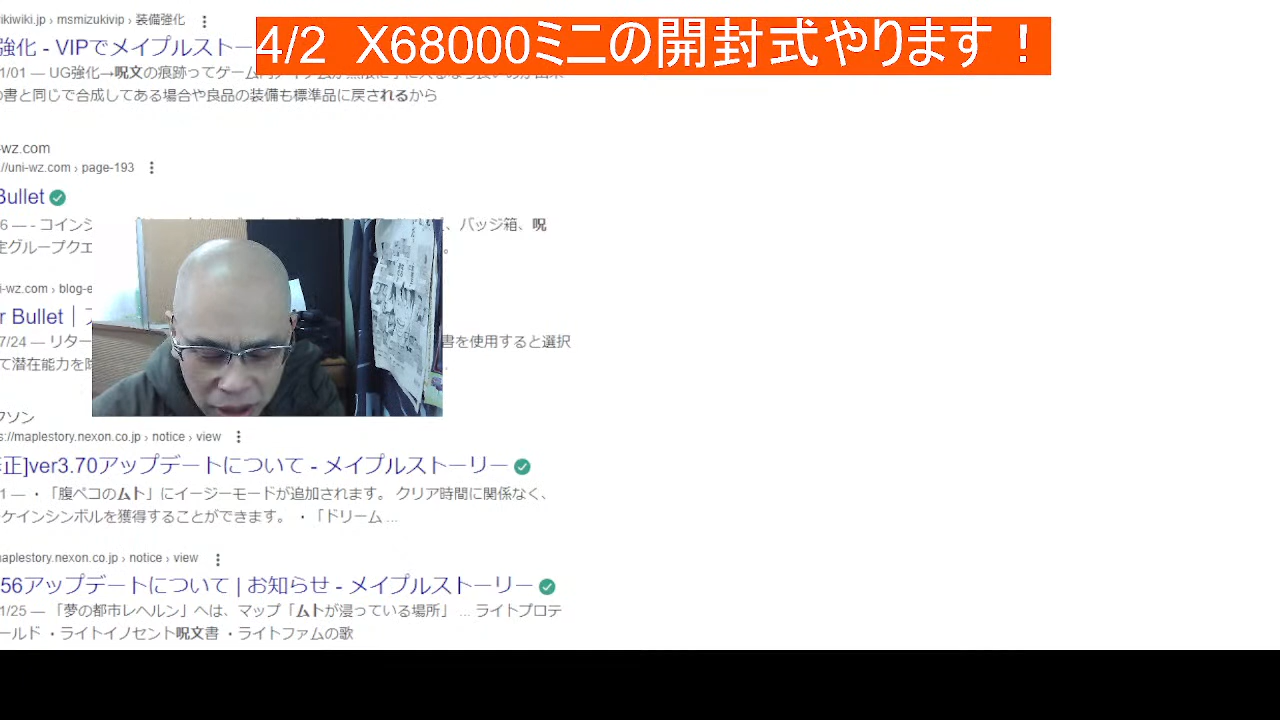 ikiwiki.jp › msmizukivip › 装備強化
強化 - VIPでメイプルストー
4/2 X68000ミニの開封式やります！
1/01 — UG強化→呪文の痕跡ってゲーム
の書と同じで合成してある場合や良品の装備も標準品に戻されるから
-wz.com
://uni-wz.com › page-193
Bullet
6 — - コインシ
、バッジ箱、呪
定グループクエ
。
i-wz.com › blog-e
r Bullet | フ
7/24 — リター
書を使用すると選択
て潜在能力を
クソン
s://maplestory.nexon.co.jp › notice › view
正]ver3.70アップデートについて - メイプルストーリー
1 — ・「腹ペコのムト」にイージーモードが追加されます。 クリア時間に関係なく、
ケインシンボルを獲得することができます。 ・「ドリーム ...
aplestory.nexon.co.jp › notice › view
56アップデートについて | お知らせ - メイプルストーリー
1/25 — 「夢の都市レヘルン」へは、マップ「ムトが浸っている場所」 ... ライトプロテ
ールド ・ライトイノセント呪文書 ・ライトファムの歌